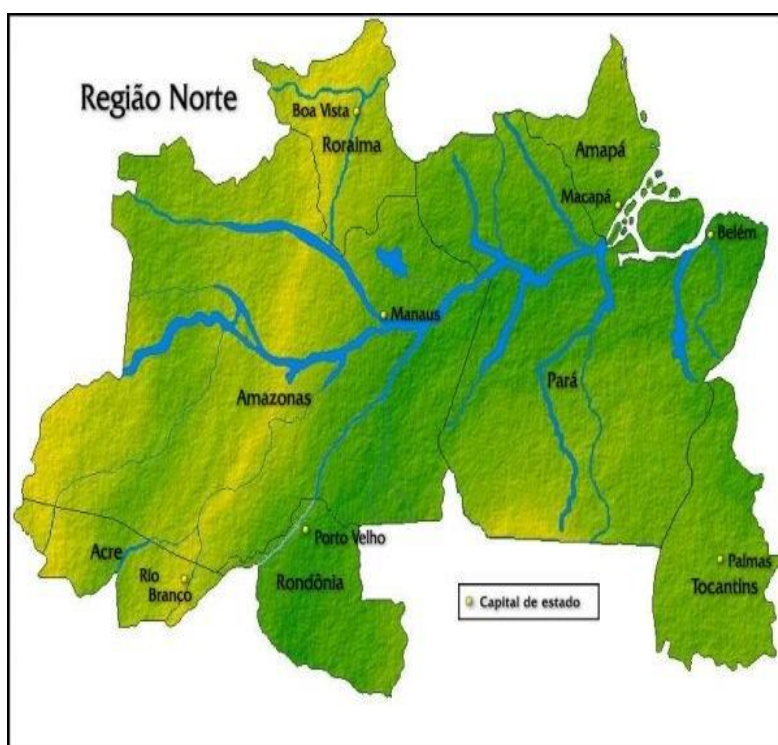 Região Norte
Boa Vista
Roraima
Amapá
Macapá
Belém
Manaus
Amazonas
Pará
Acre
Rio
Branco
Porto Velho
Rondônia
Palmas
Tocantins
Capital de estado